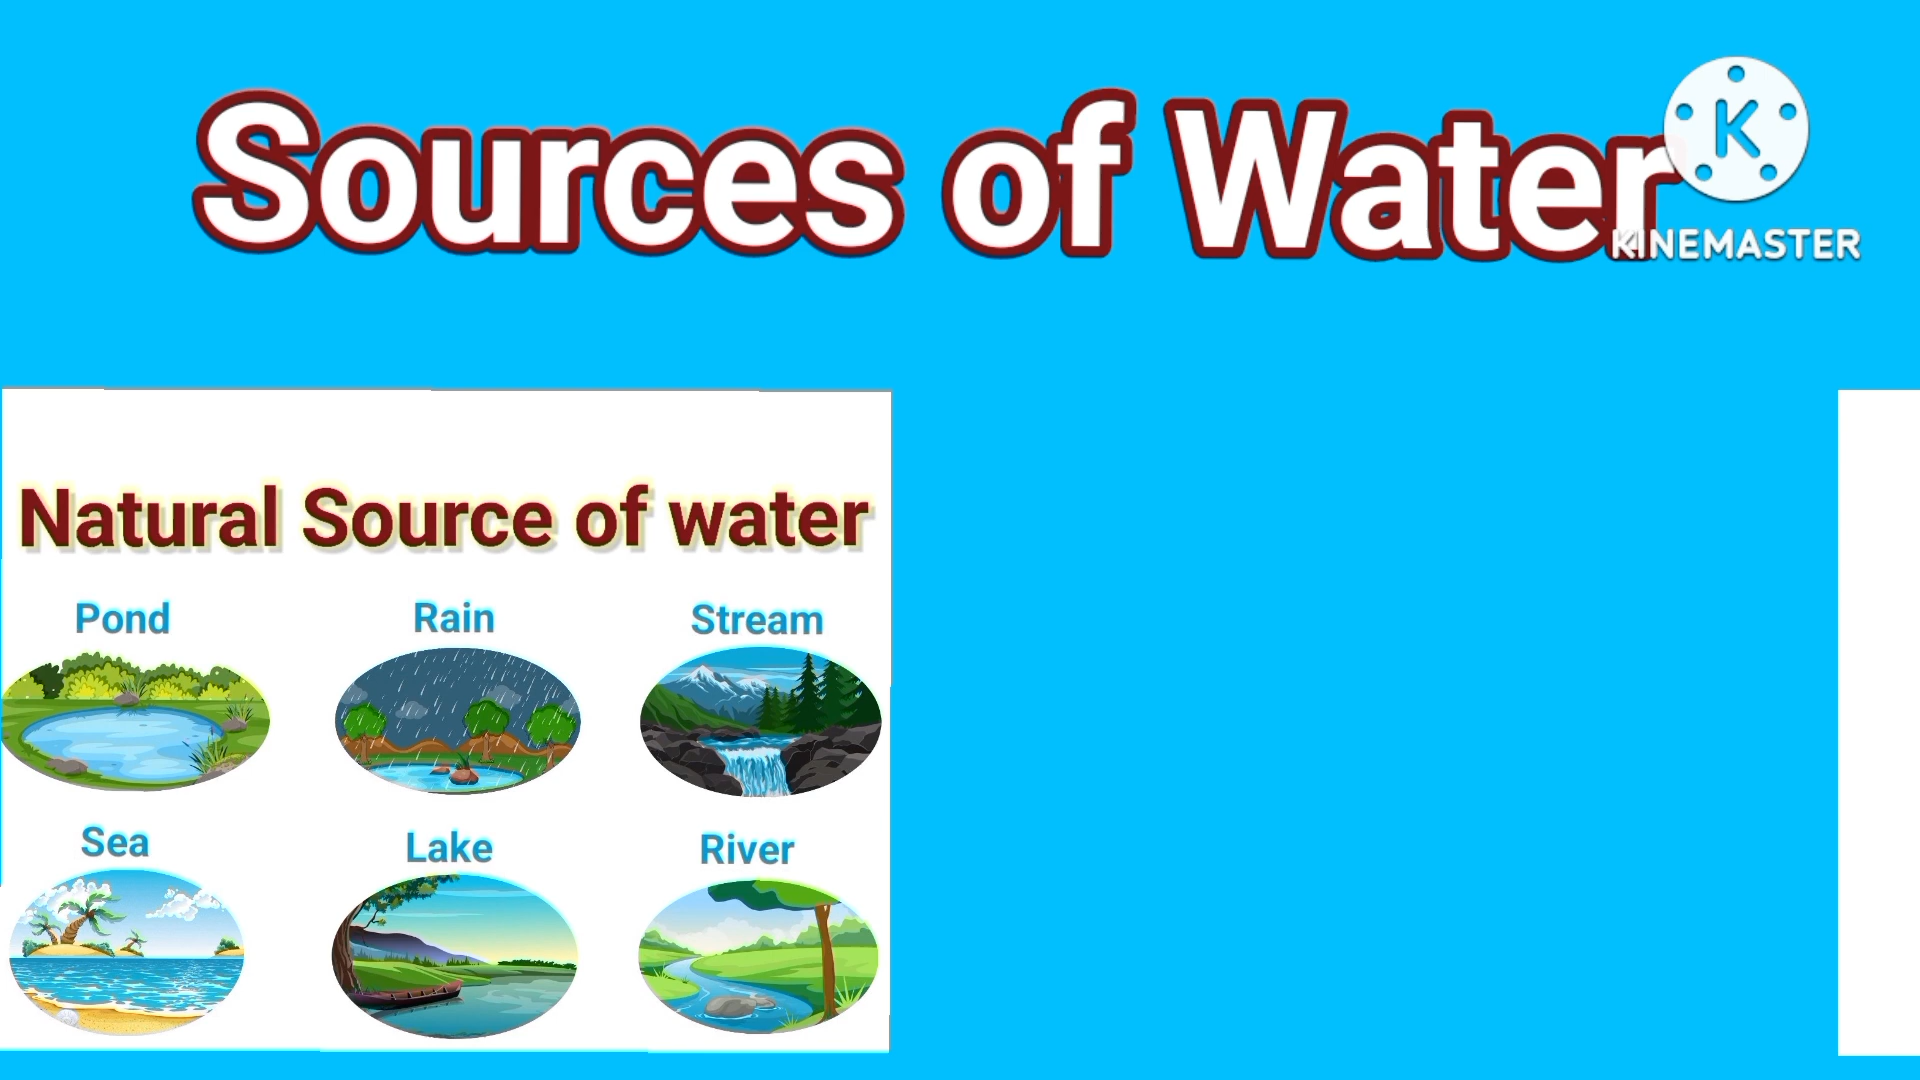 Sources of Water
K
KINEMASTER
Natural Source of water
Pond Rain Stream
Sea Lake River